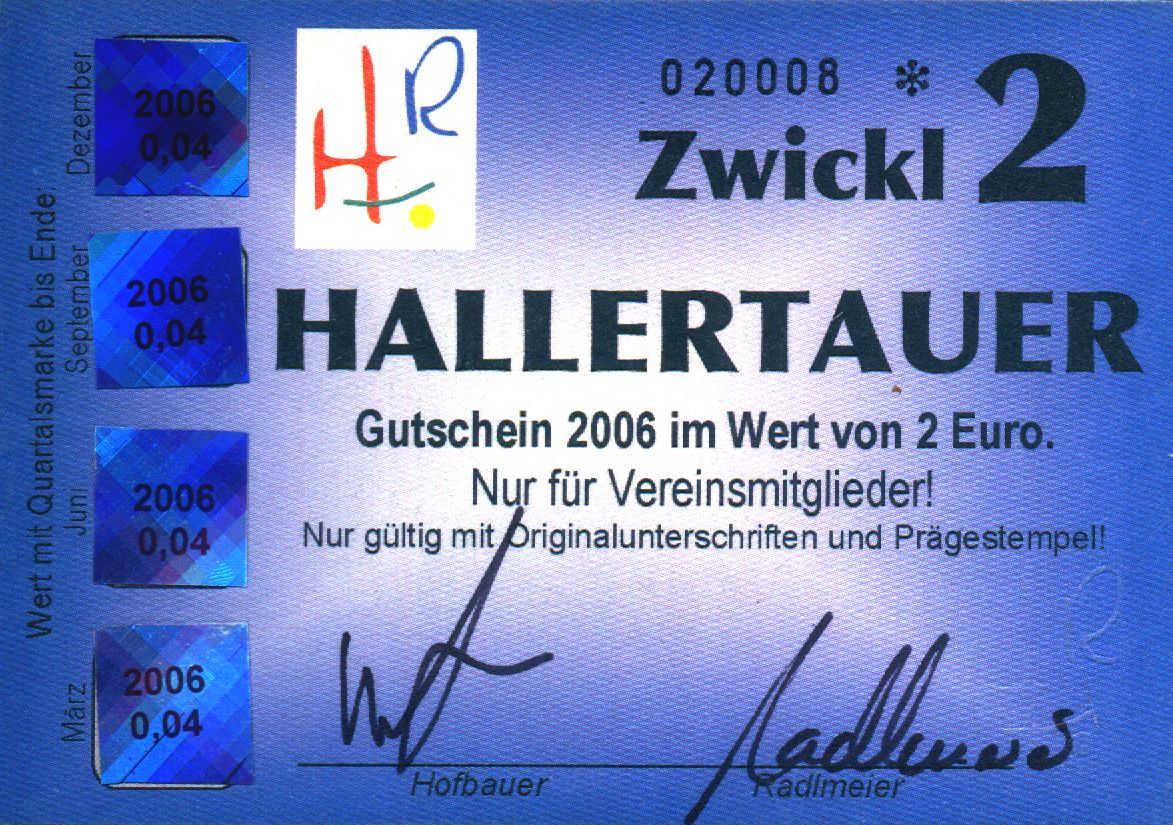 HR
020008 *
Zwickl 2
HALLERTAUER
Gutschein 2006 im Wert von 2 Euro.
Nur für Vereinsmitglieder!
Nur gültig mit Originalunterschriften und Prägestempel!
Hofbauer
Radlmeier
Wert mit Quartalsmarke bis Ende:
Dezember
2006
0,04
September
2006
0,04
Juni
2006
0,04
März
2006
0,04